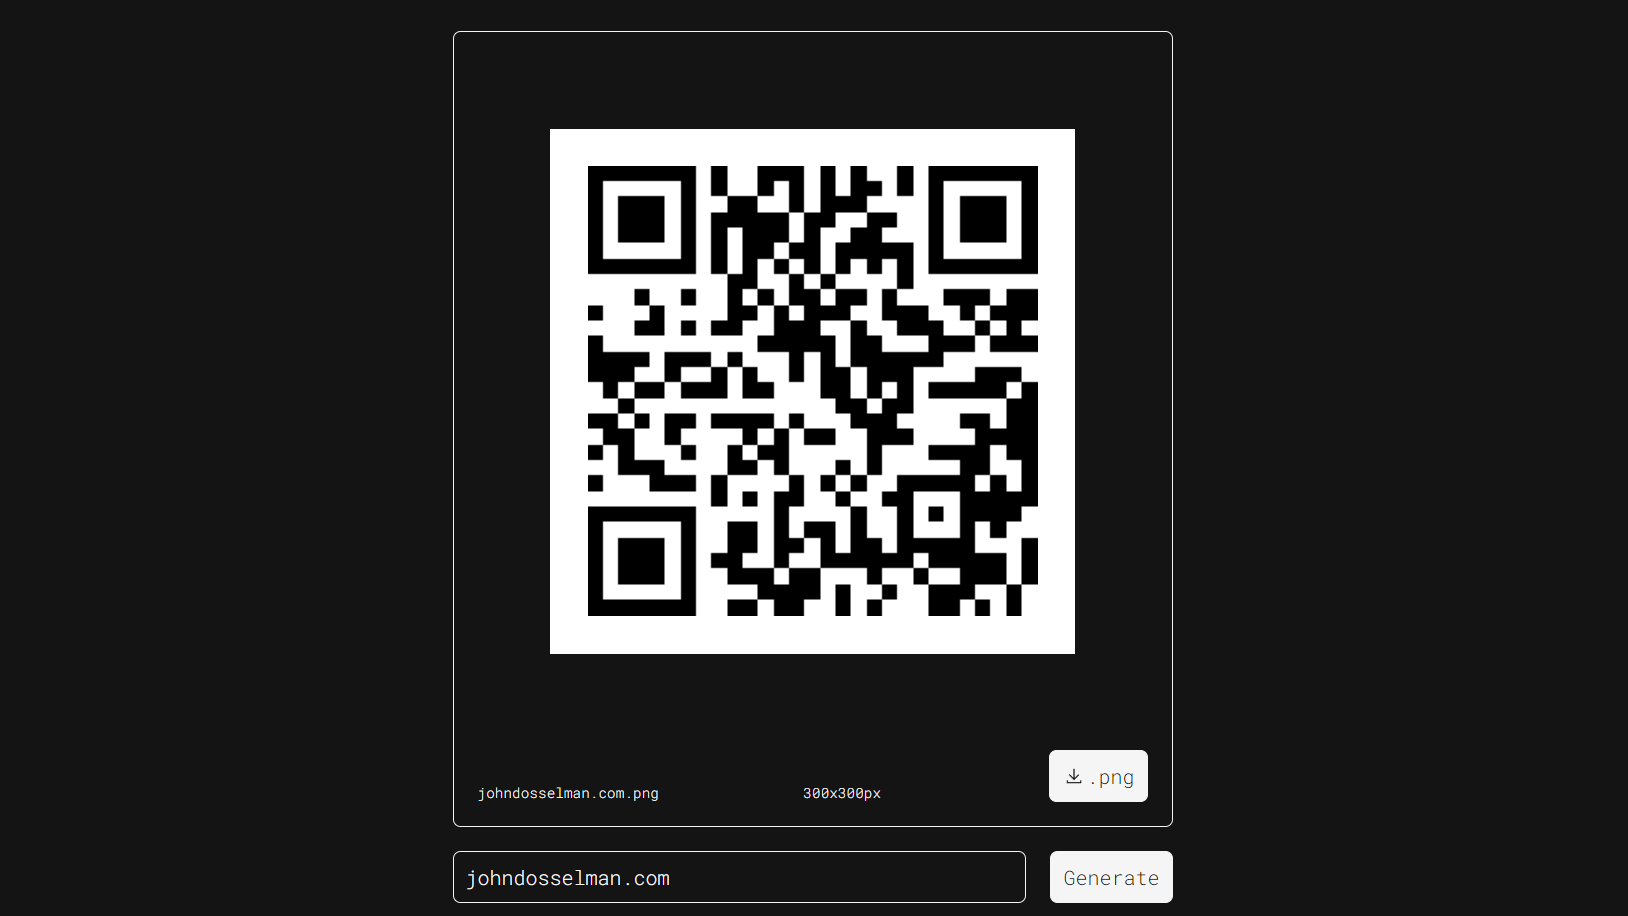 johndosselman.com.png
300x300px
.png
johndosselman.com
Generate